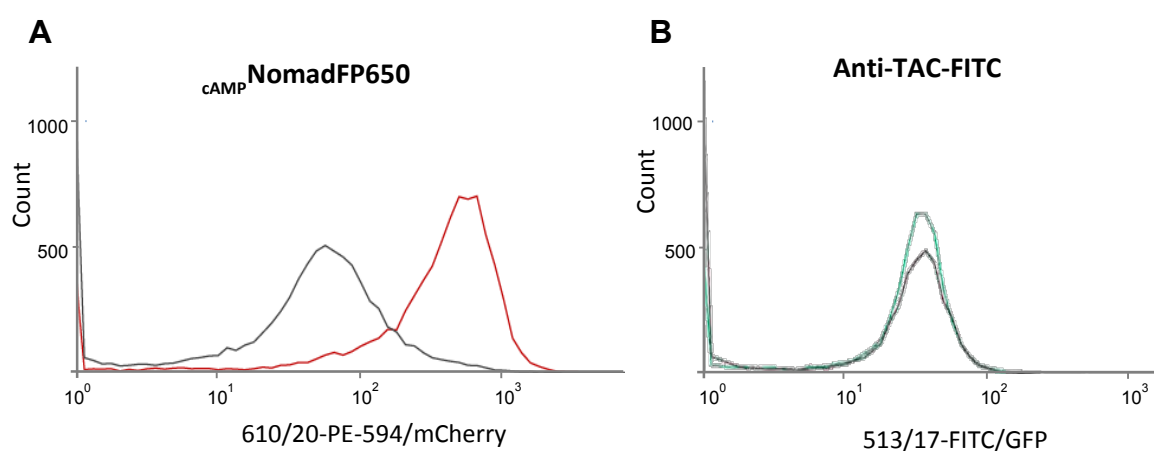 A
cAMPNomadFP650
1000
500
Count
10^0 10^1 10^2 10^3
610/20-PE-594/mCherry
B
Anti-TAC-FITC
1000
500
Count
10^0 10^1 10^2 10^3
513/17-FITC/GFP